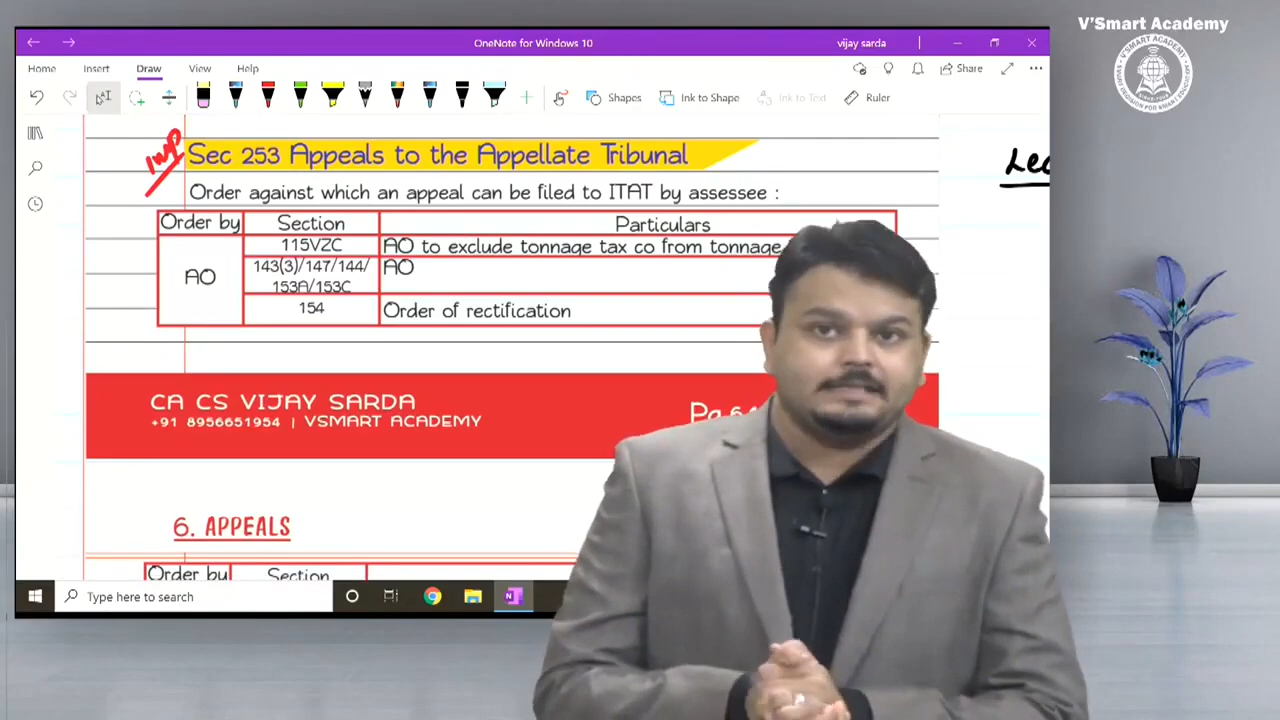 V'Smart Academy
OneNote for Windows 10
vijay sarda
Home Insert Draw View Help
Share
Shapes
Ink to Shape
Ink to Text
Ruler
Imp
Sec 253 Appeals to the Appellate Tribunal
Order against which an appeal can be filed to ITAT by assessee :
Order by Section Particulars
AO
115VZC AO to exclude tonnage tax co from tonnage
143(3)/147/144/ AO
153A/153C
154 Order of rectification
CA CS VIJAY SARDA
+91 8956651954 | VSMART ACADEMY
6. APPEALS
Order by Section
Type here to search